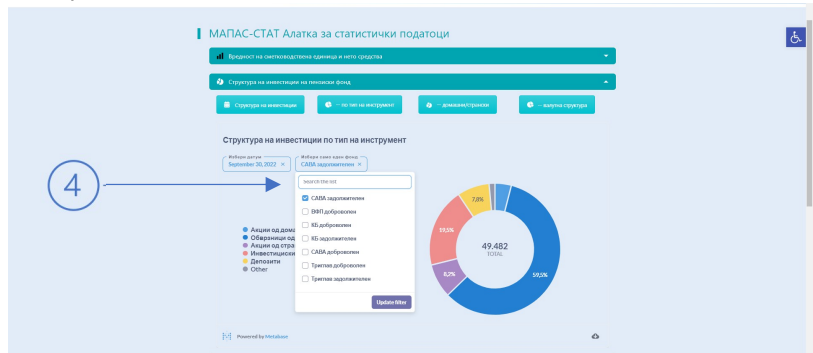 МАПАС-СТАТ Алатка за статистички податоци
Вредност на сметководствена единица и нето средства
Структура на инвестиции на пензиски фонд
Структура на инвестиции
— по тип на инструмент
— домашни/странски
— валутна структура
Структура на инвестиции по тип на инструмент
Избери датум
September 30, 2022 ×
Избери само еден фонд
САВА задолжителен ×
4
Search the list
САВА задолжителен
ВФП доброволен
КБ доброволен
КБ задолжителен
САВА доброволен
Триглав доброволен
Триглав задолжителен
Update filter
Акции од дома
Обврзници од
Акции од стра
Инвестициски
Депозити
Other
7,8%
19,5%
8,2%
59,5%
49.482
TOTAL
Powered by Metabase